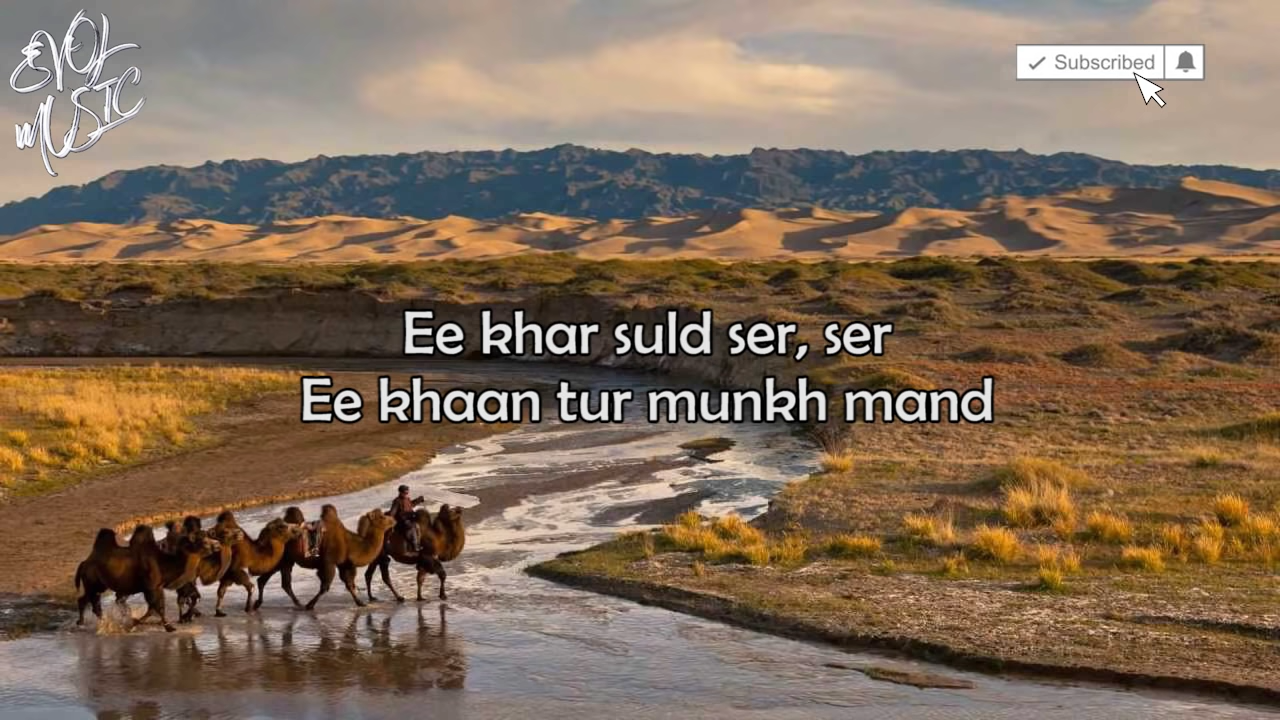 EVOL
MUSIC
Subscribed
Ee khar suld ser, ser
Ee khaan tur munkh mand